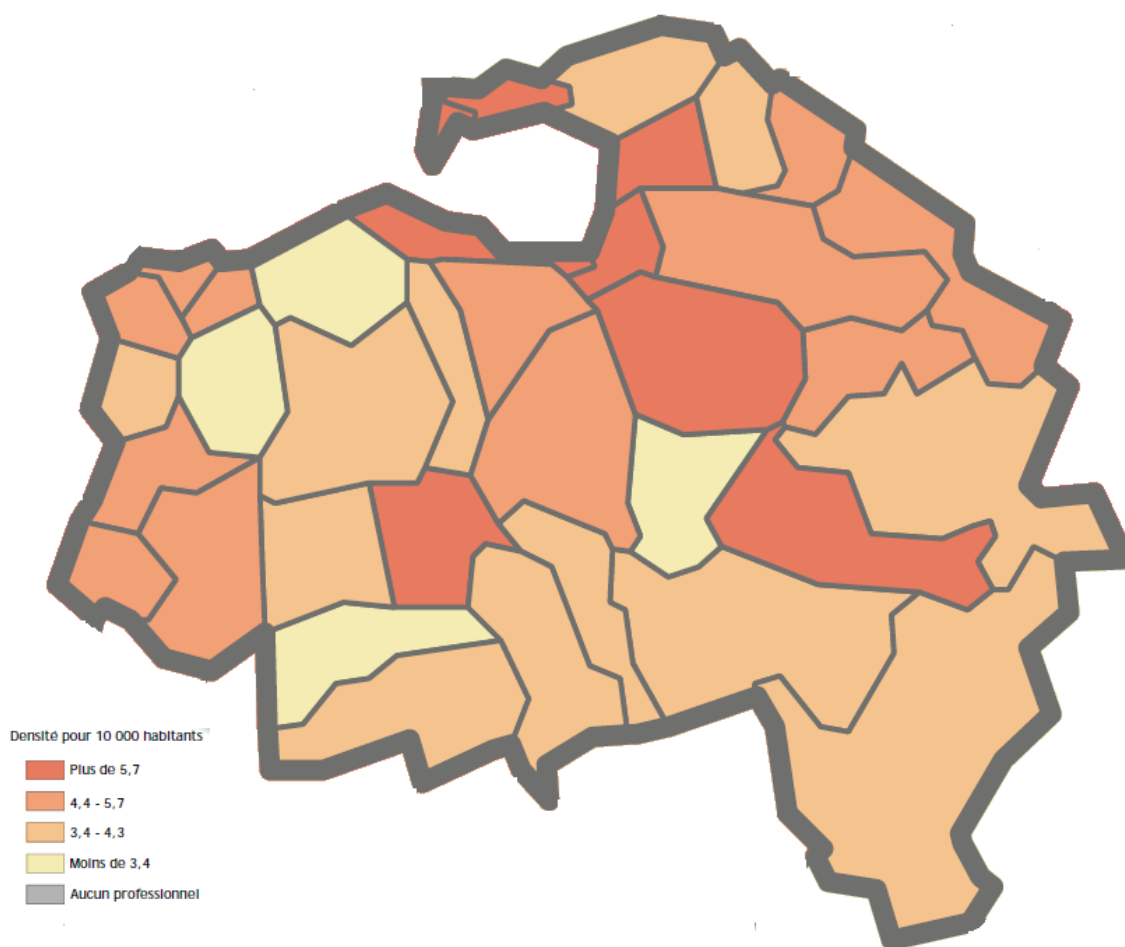 Densité pour 10 000 habitants
Plus de 5,7
4,4 - 5,7
3,4 - 4,3
Moins de 3,4
Aucun professionnel